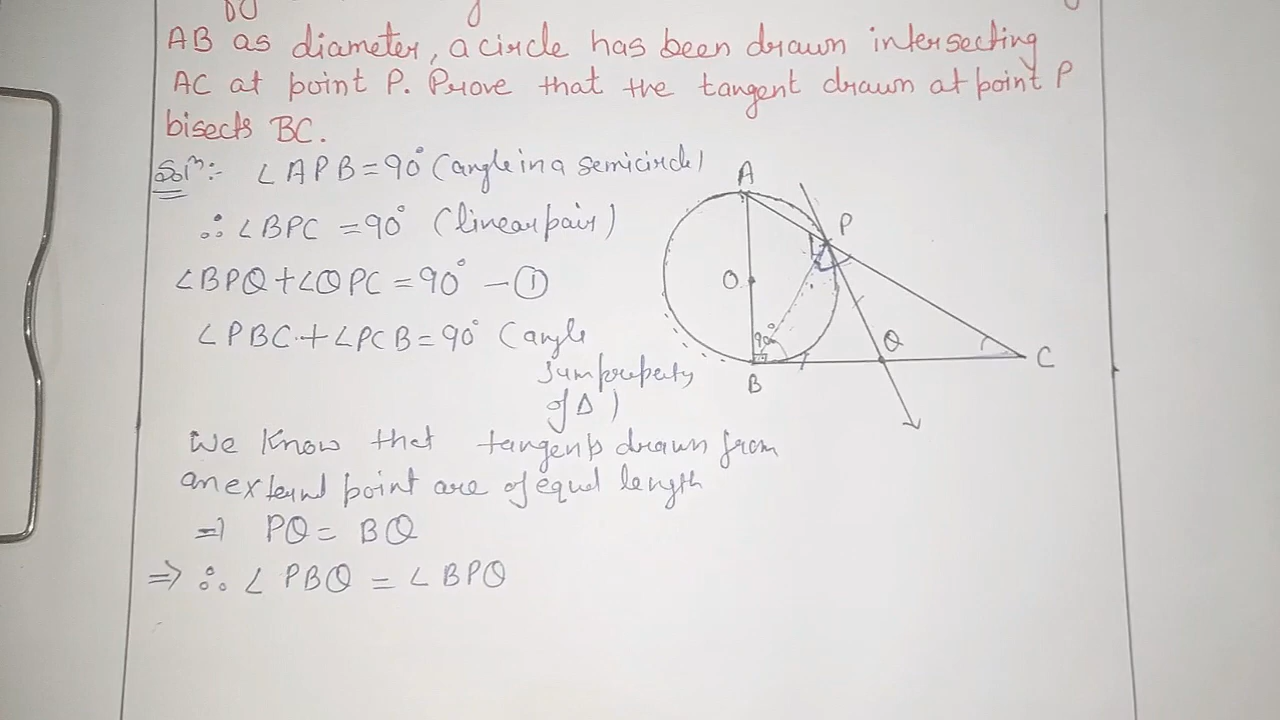 AB as diameter, a circle has been drawn intersecting
AC at point P. Prove that the tangent drawn at point P
bisects BC.
Solⁿ:- ∠APB = 90° (angle in a semicircle)
∴ ∠BPC = 90° (linear pair)
∠BPQ + ∠QPC = 90° — ①
∠PBC + ∠PCB = 90° (angle
sum property
of Δ)
We Know that tangents drawn from
an external point are of equal length
⇒ PQ = BQ
⇒ ∴ ∠PBQ = ∠BPQ
A
P
O
90°
Q
C
B